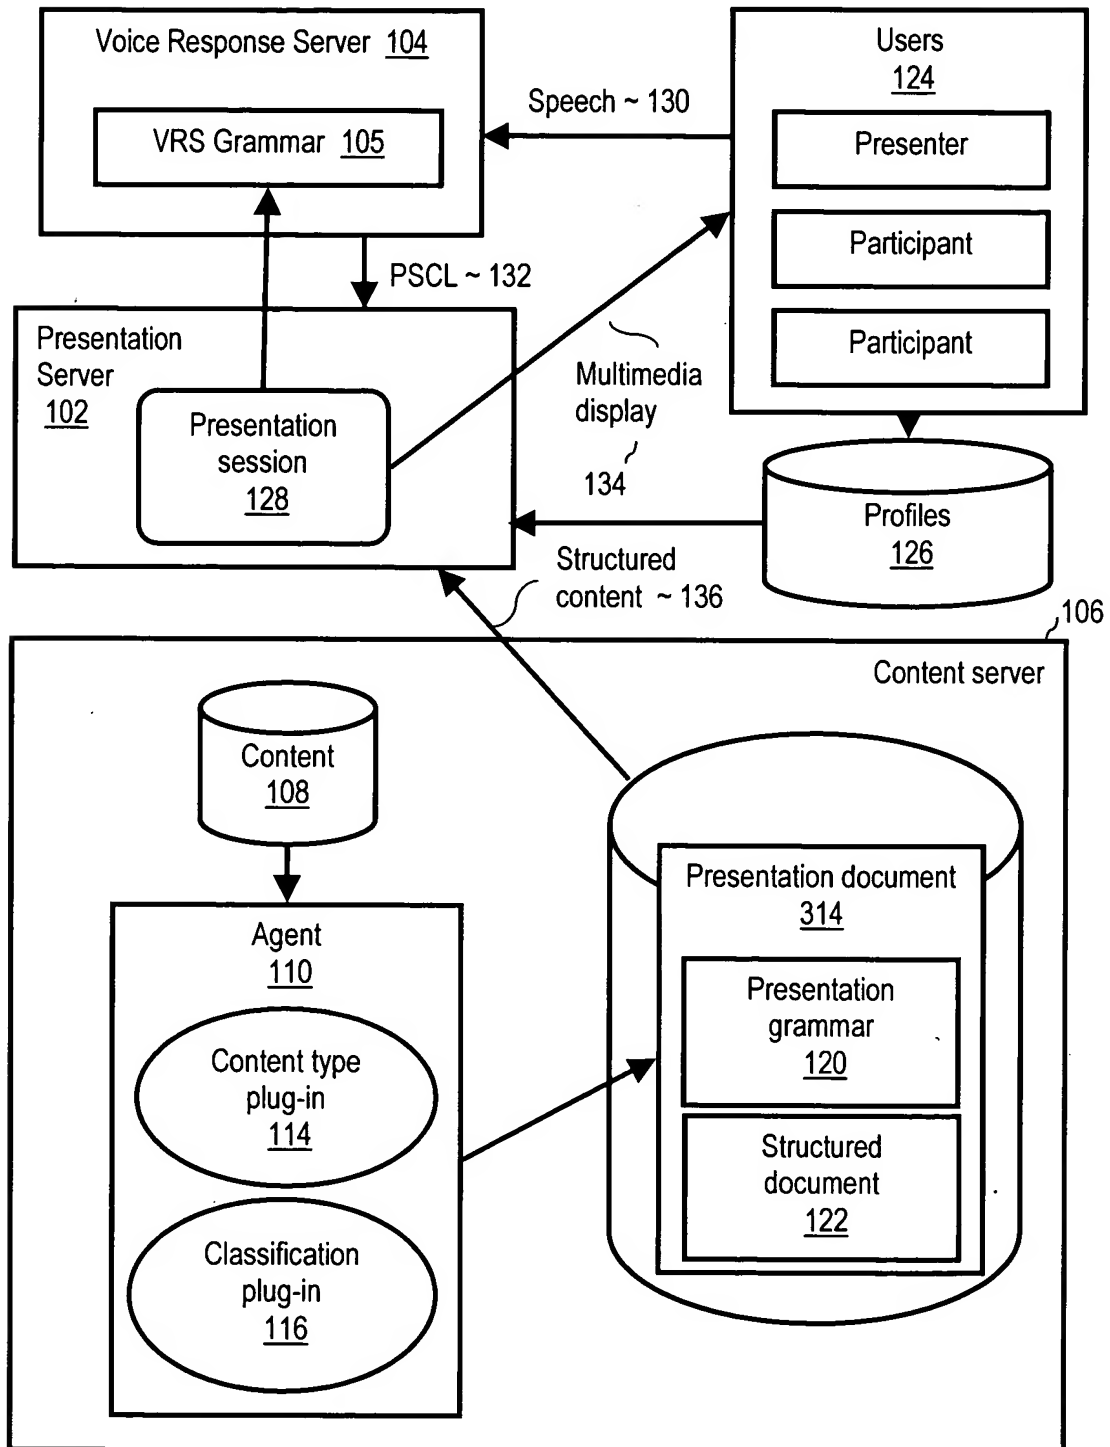 Voice Response Server 104
VRS Grammar 105
Speech ~ 130
Users
124
Presenter
Participant
Participant
PSCL ~ 132
Presentation
Server
102
Presentation
session
128
Multimedia
display
134
Profiles
126
Structured
content ~ 136
106
Content server
Content
108
Agent
110
Content type
plug-in
114
Classification
plug-in
116
Presentation document
314
Presentation
grammar
120
Structured
document
122